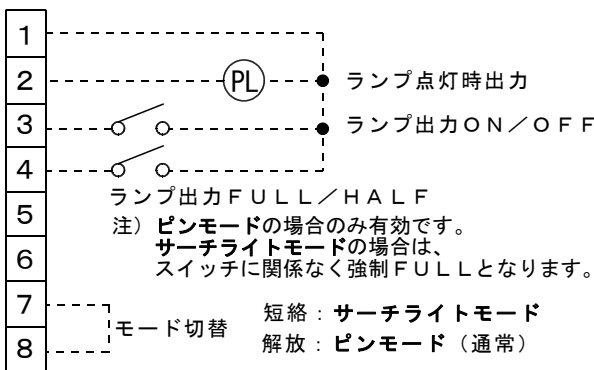 1
2 PL ランプ点灯時出力
3 ランプ出力ON／OFF
4
ランプ出力FULL／HALF
5 注）ピンモードの場合のみ有効です。
サーチライトモードの場合は、
6 スイッチに関係なく強制FULLとなります。
7 短絡：サーチライトモード
モード切替
8 解放：ピンモード（通常）